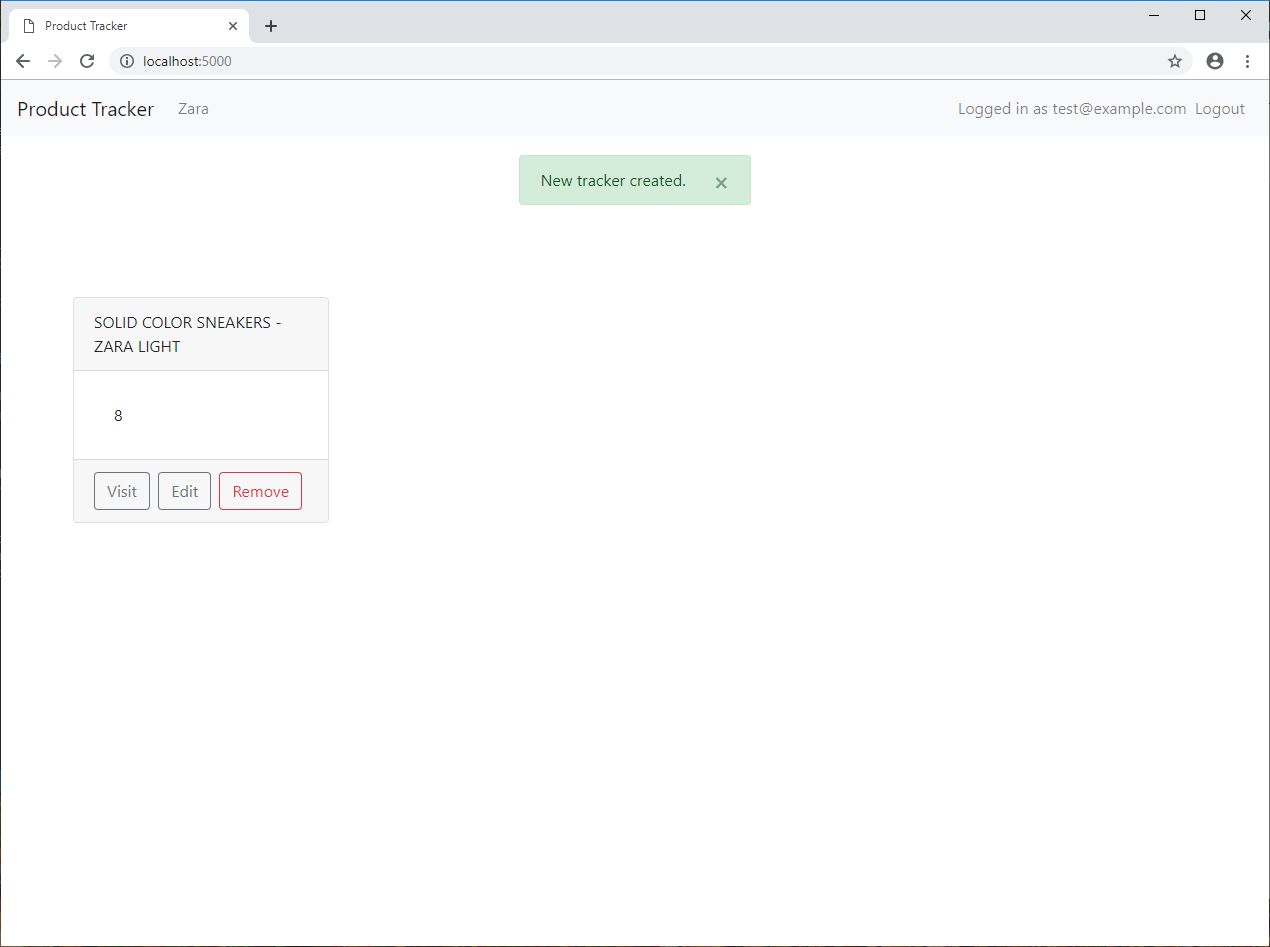 Product Tracker
localhost:5000
Product Tracker Zara Logged in as test@example.com Logout
New tracker created. ×
SOLID COLOR SNEAKERS -
ZARA LIGHT
8
Visit Edit Remove